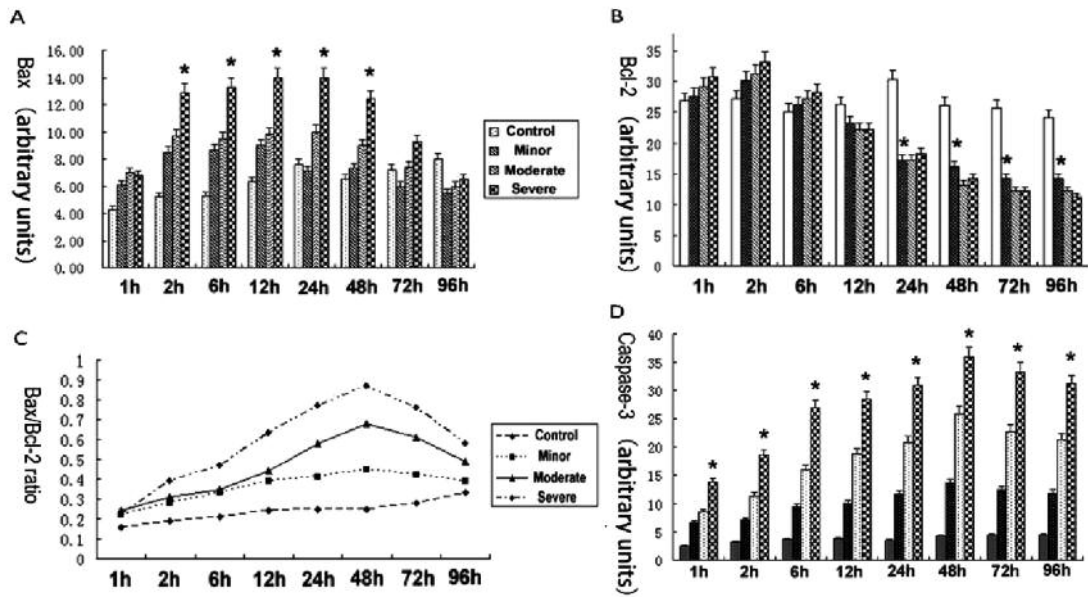 A
Bax (arbitrary units)
16.00
14.00
12.00
10.00
8.00
6.00
4.00
2.00
0.00
* * * * *
1h 2h 6h 12h 24h 48h 72h 96h
Control
Minor
Moderate
Severe
B
Bcl-2 (arbitrary units)
40
35
30
25
20
15
10
35
0
* * * *
1h 2h 6h 12h 24h 48h 72h 96h
C
Bax/Bcl-2 ratio
1
0.9
0.8
0.7
0.6
0.5
0.4
0.3
0.2
0.1
0
1h 2h 6h 12h 24h 48h 72h 96h
Control
Minor
Moderate
Severe
D
Caspase-3 (arbitrary units)
40
35
30
25
20
15
10
5
0
* * * * * * * *
1h 2h 6h 12h 24h 48h 72h 96h